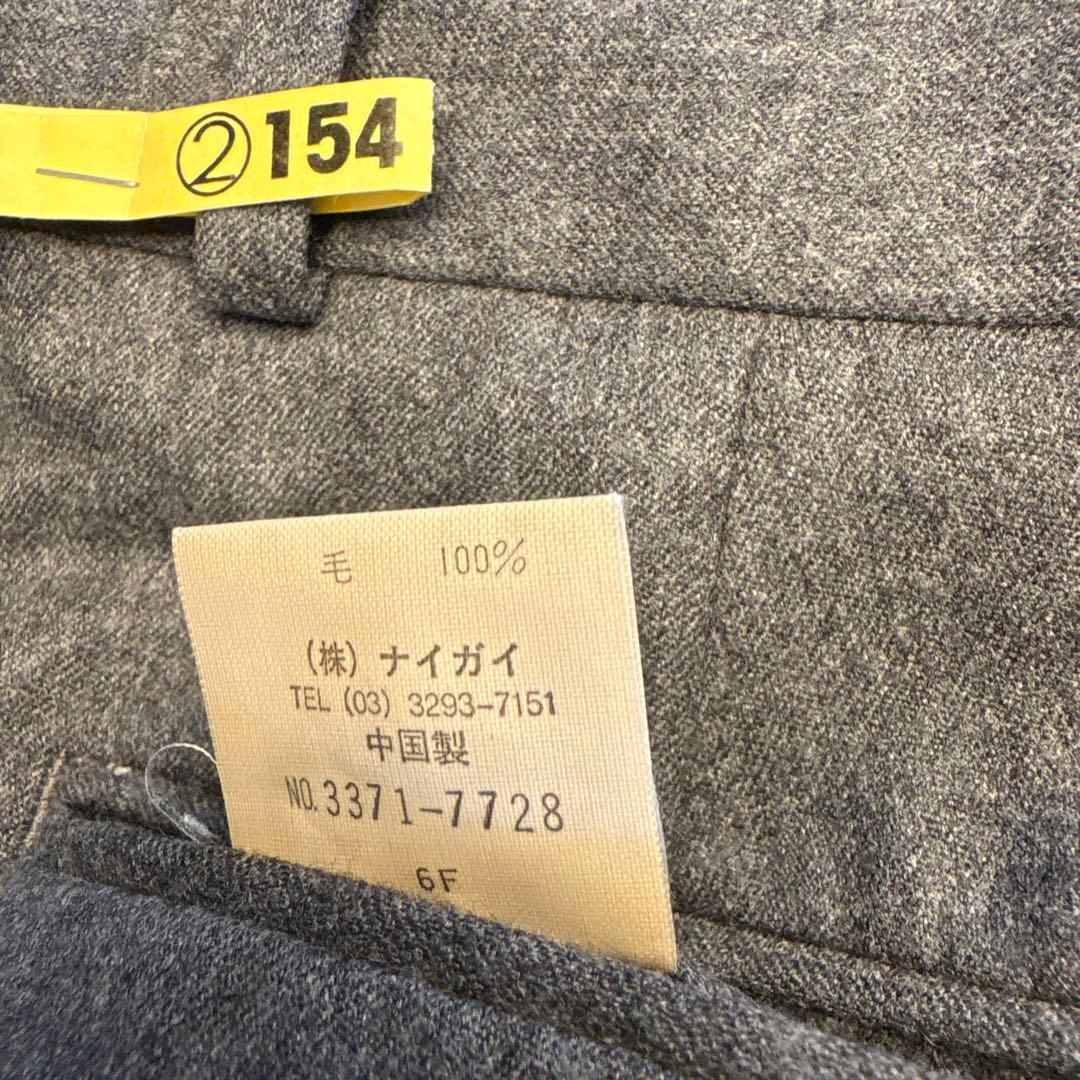 ②154
毛 100%
(株) ナイガイ
TEL (03) 3293-7151
中国製
NO.3371-7728
6F